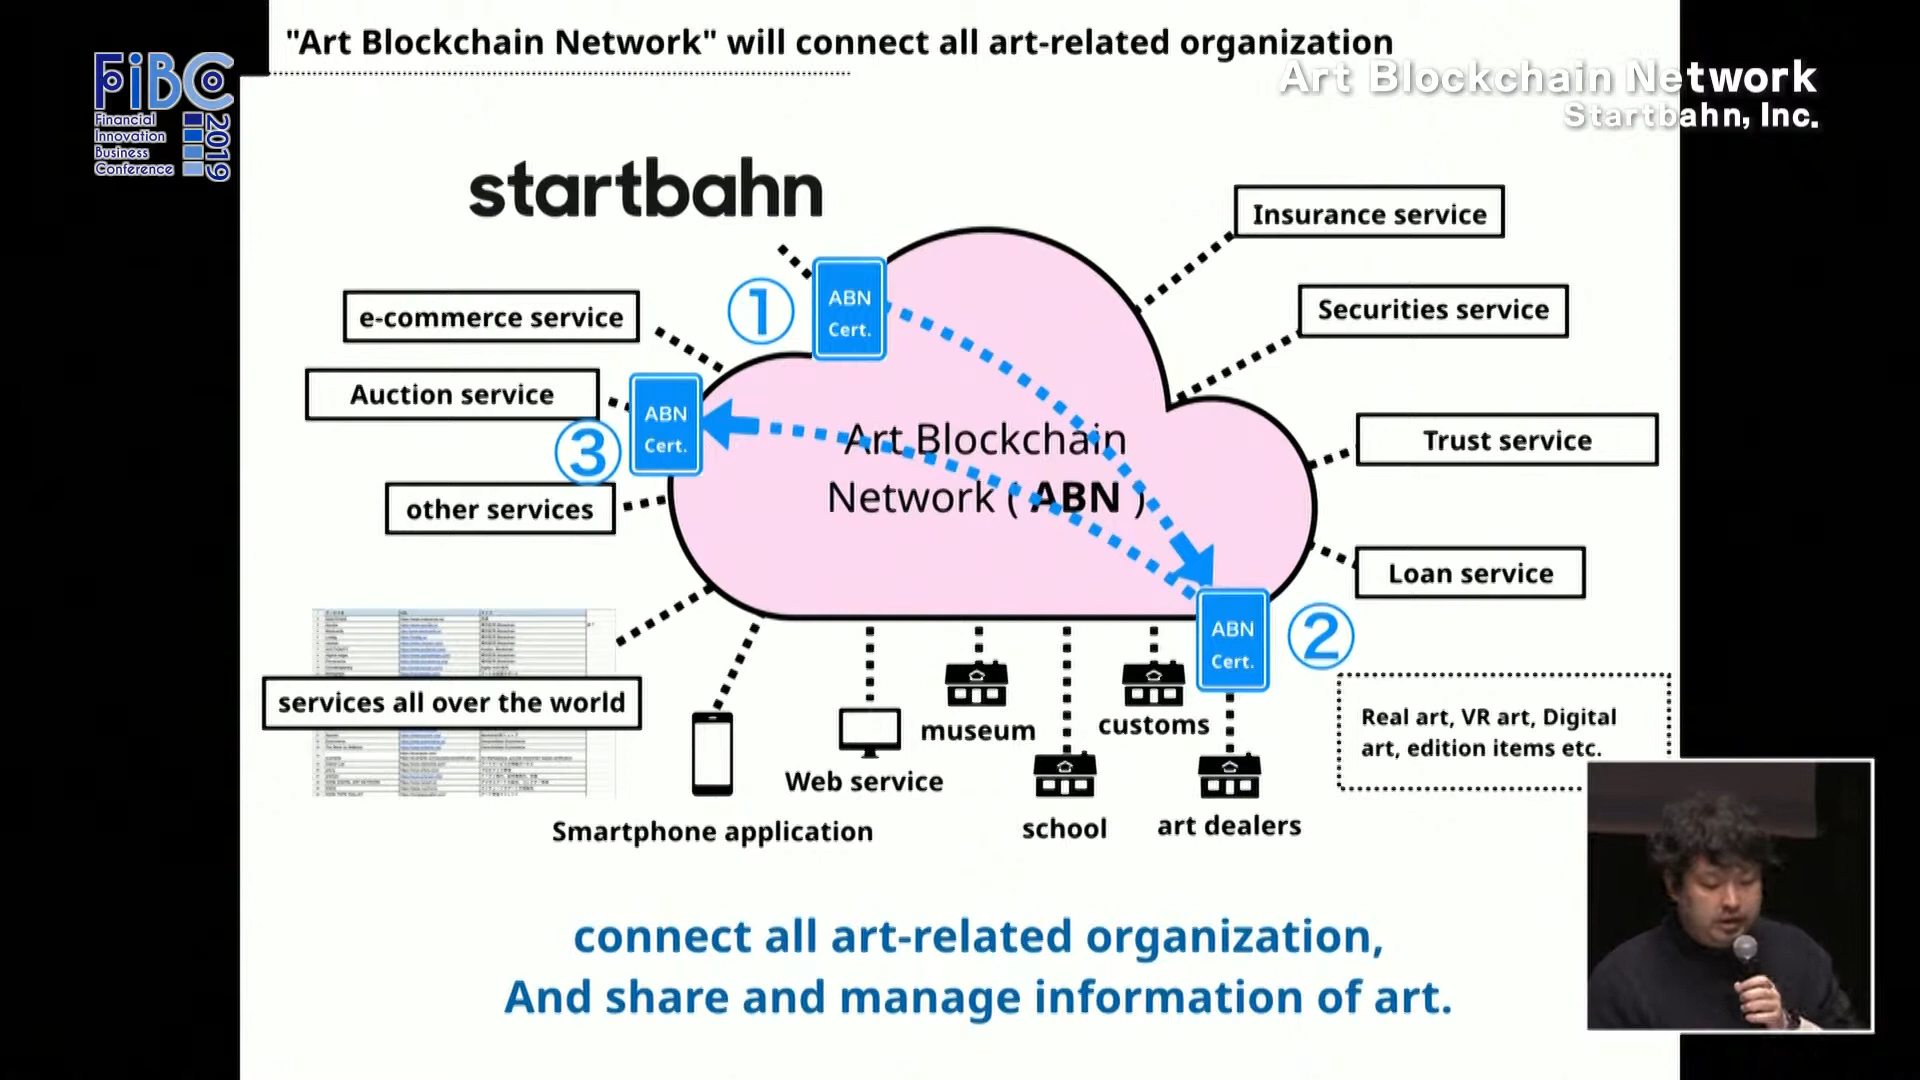 "Art Blockchain Network" will connect all art-related organization
Art Blockchain Network
Startbahn, Inc.
FiBC
2019
Financial
Innovation
Business
Conference
startbahn
Insurance service
e-commerce service
①
ABN
Cert.
Securities service
Auction service
③
ABN
Cert.
Art Blockchain
Network ( ABN )
Trust service
other services
Loan service
ABN
Cert.
②
services all over the world
Real art, VR art, Digital
art, edition items etc.
museum
customs
Web service
Smartphone application
school
art dealers
connect all art-related organization,
And share and manage information of art.